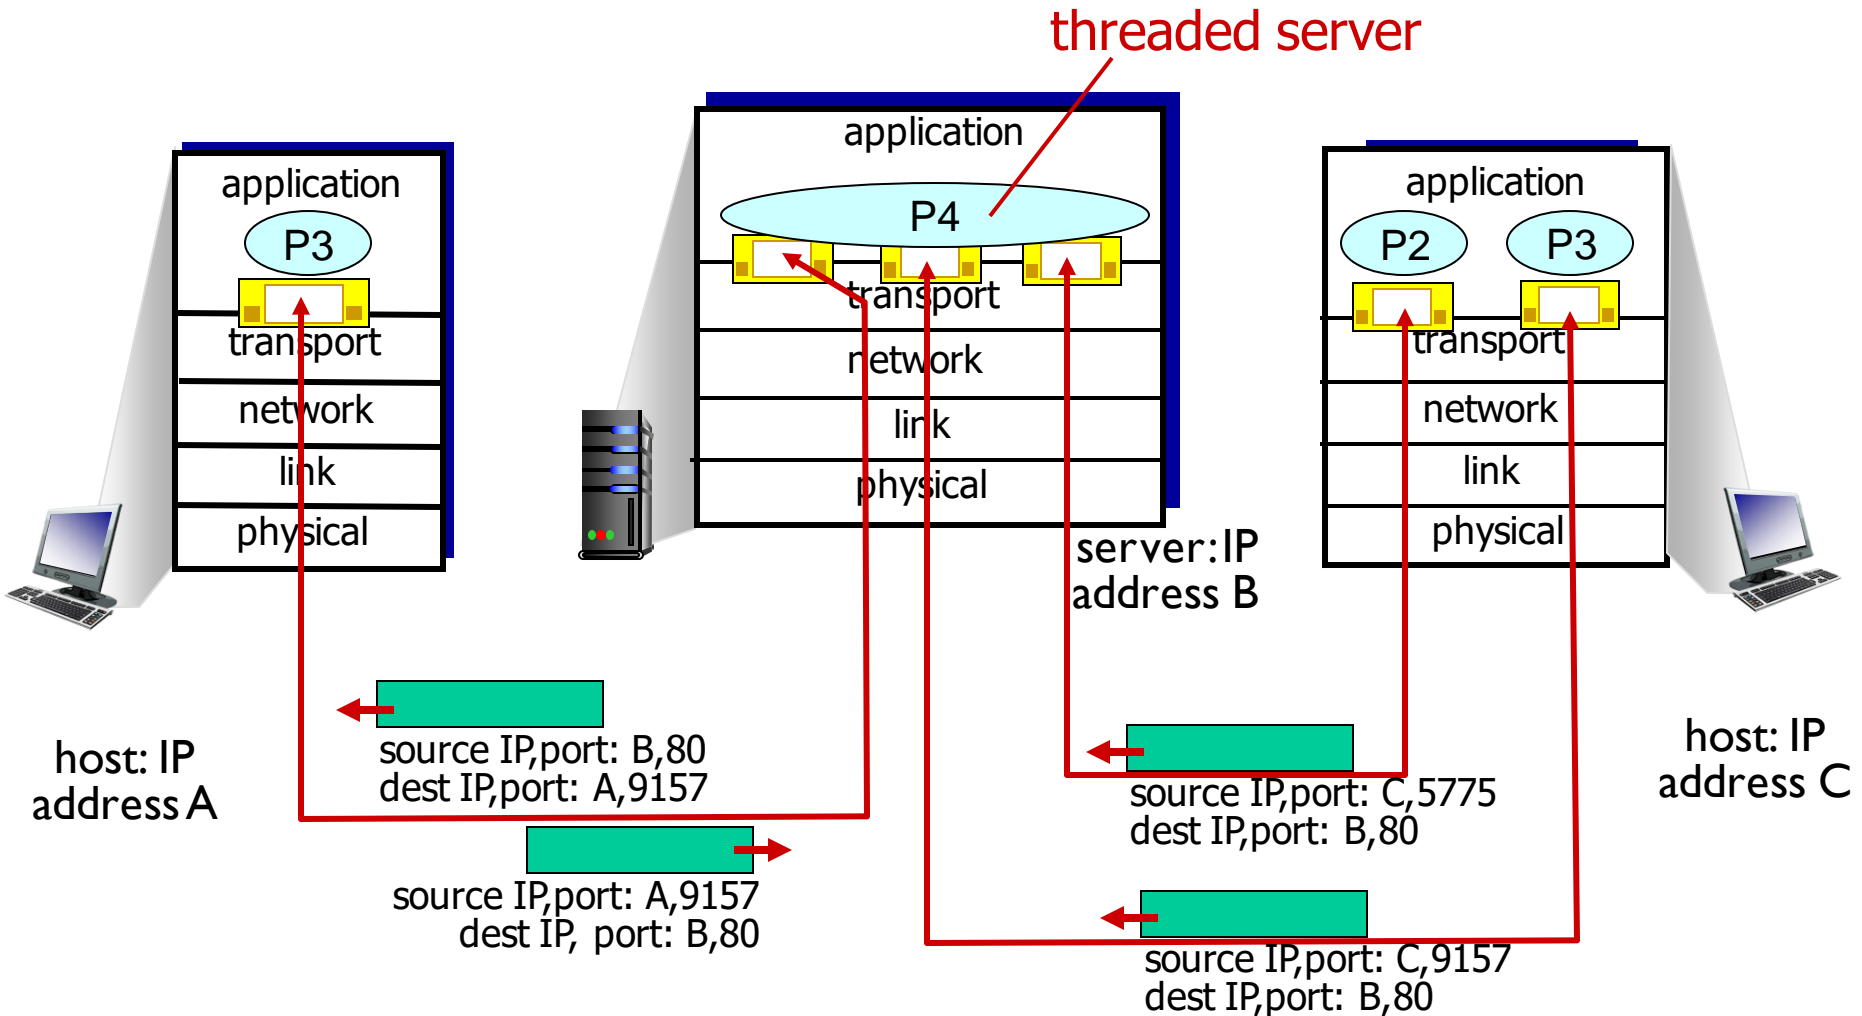 threaded server
application
P3
transport
network
link
physical
application
P4
transport
network
link
physical
application
P2 P3
transport
network
link
physical
server: IP
address B
host: IP
address A
source IP,port: B,80
dest IP,port: A,9157
source IP,port: A,9157
dest IP, port: B,80
source IP,port: C,5775
dest IP,port: B,80
source IP,port: C,9157
dest IP,port: B,80
host: IP
address C